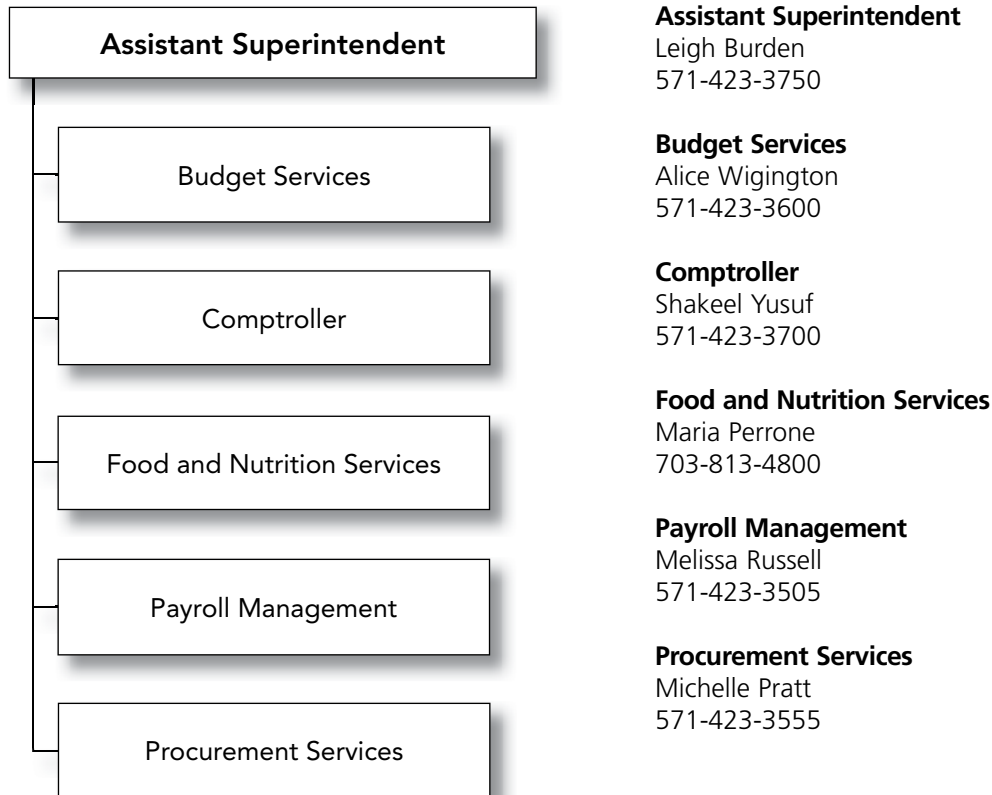 Assistant Superintendent
Budget Services
Comptroller
Food and Nutrition Services
Payroll Management
Procurement Services
Assistant Superintendent
Leigh Burden
571-423-3750
Budget Services
Alice Wigington
571-423-3600
Comptroller
Shakeel Yusuf
571-423-3700
Food and Nutrition Services
Maria Perrone
703-813-4800
Payroll Management
Melissa Russell
571-423-3505
Procurement Services
Michelle Pratt
571-423-3555